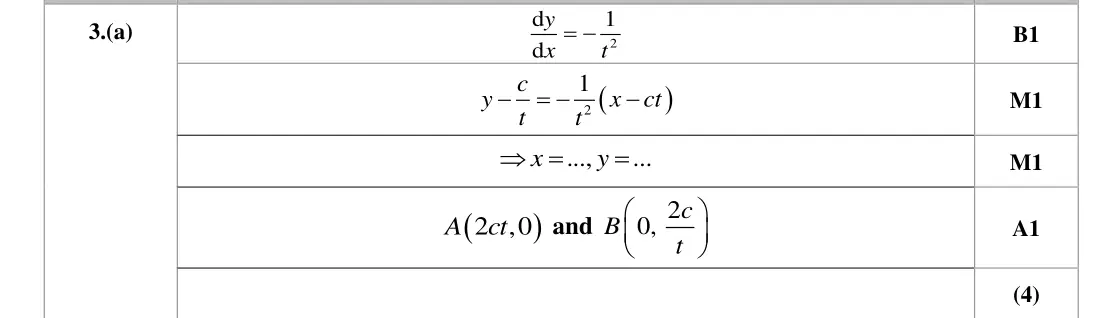 3.(a) dy/dx = −1/t² B1
y − c/t = −1/t² (x − ct) M1
⇒ x = ..., y = ... M1
A(2ct, 0) and B(0, 2c/t) A1
(4)